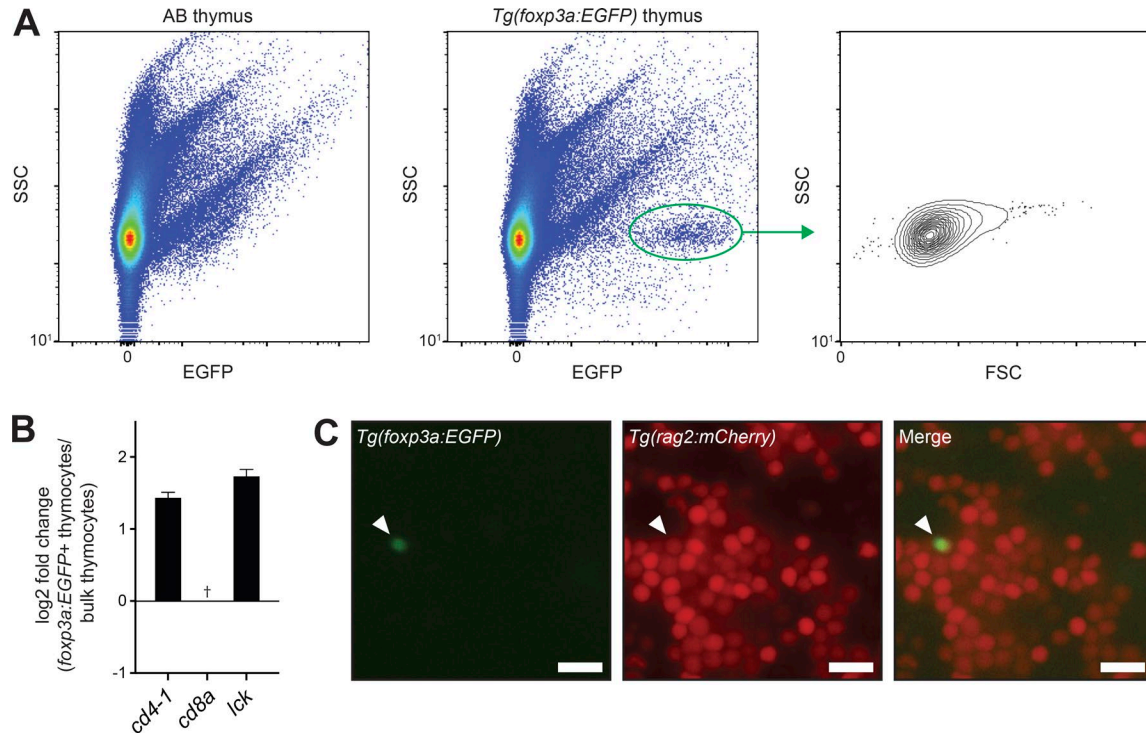 A
AB thymus
Tg(foxp3a:EGFP) thymus
SSC
10¹
0
EGFP
SSC
10¹
0
EGFP
SSC
10¹
0
FSC
B
log2 fold change
(foxp3a:EGFP+ thymocytes/
bulk thymocytes)
2
1
0
-1
†
cd4-1
cd8a
lck
C
Tg(foxp3a:EGFP)
Tg(rag2:mCherry)
Merge